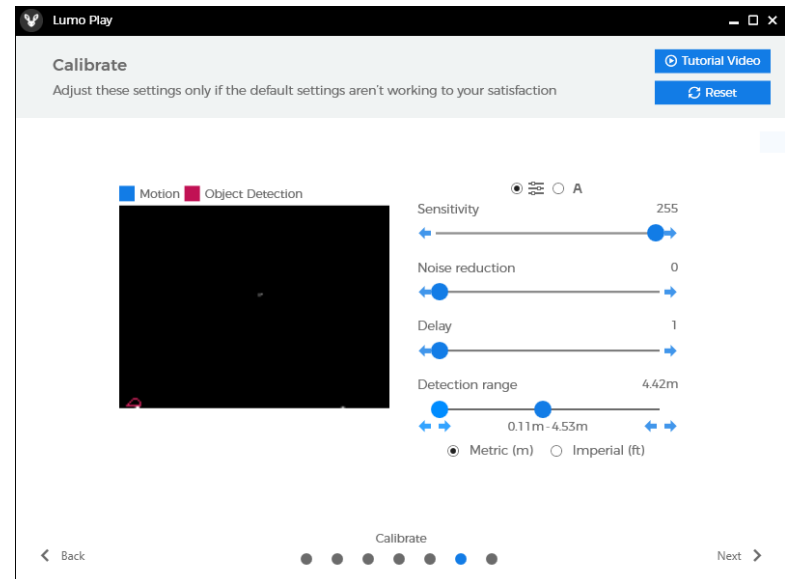 Lumo Play
Calibrate
Adjust these settings only if the default settings aren't working to your satisfaction
Tutorial Video
Reset
Motion Object Detection
A
Sensitivity 255
Noise reduction 0
Delay 1
Detection range 4.42m
0.11m-4.53m
Metric (m) Imperial (ft)
Calibrate
Back
Next